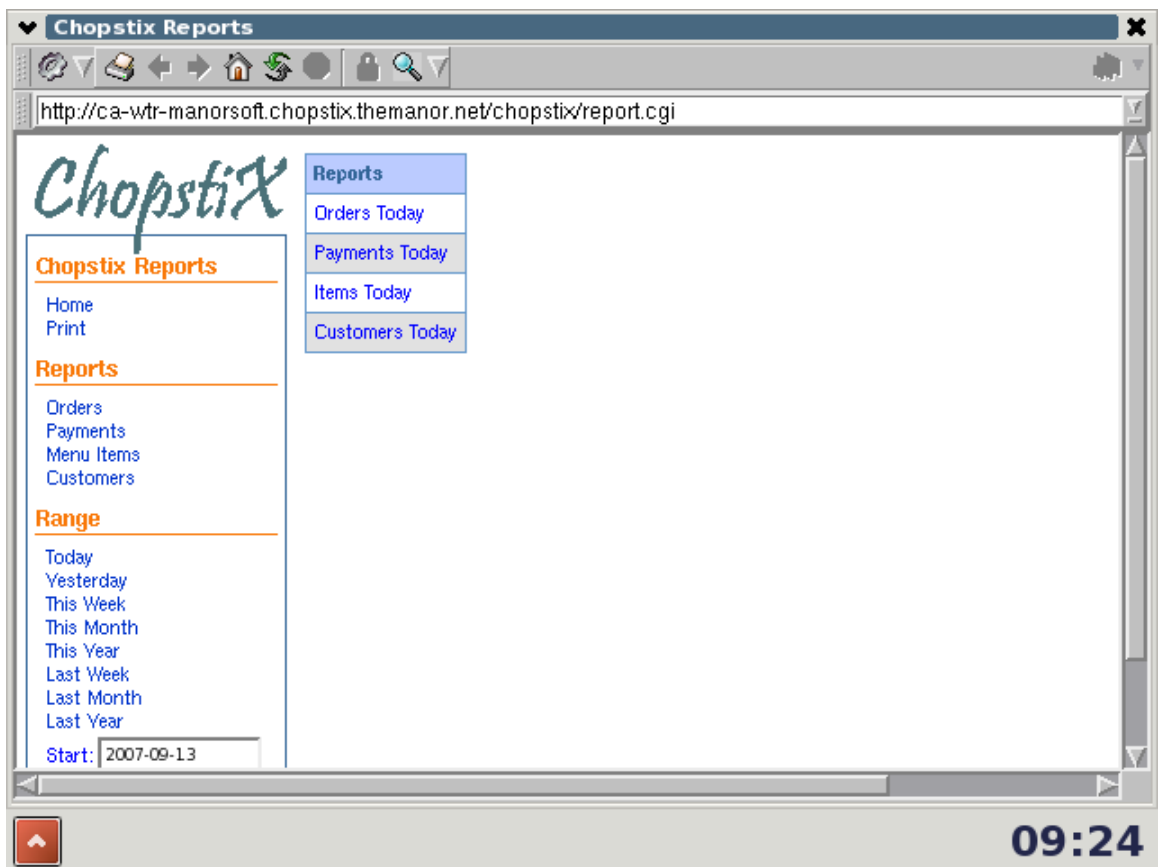 Chopstix Reports
http://ca-wtr-manorsoft.chopstix.themanor.net/chopstix/report.cgi
ChopstiX
Chopstix Reports
Home
Print
Reports
Orders
Payments
Menu Items
Customers
Range
Today
Yesterday
This Week
This Month
This Year
Last Week
Last Month
Last Year
Start: 2007-09-13
Reports
Orders Today
Payments Today
Items Today
Customers Today
09:24